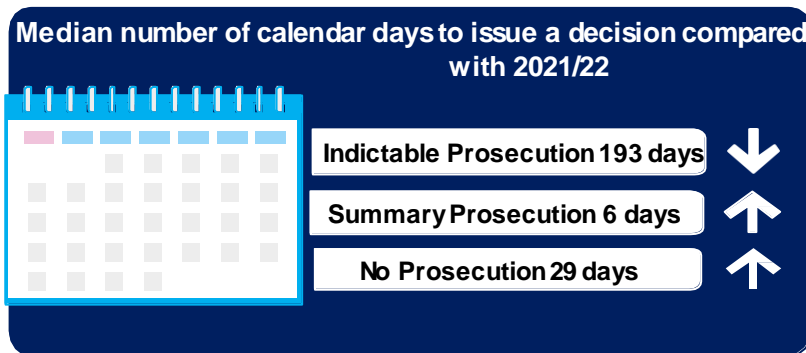 Median number of calendar days to issue a decision compared
with 2021/22
Indictable Prosecution 193 days
Summary Prosecution 6 days
No Prosecution 29 days